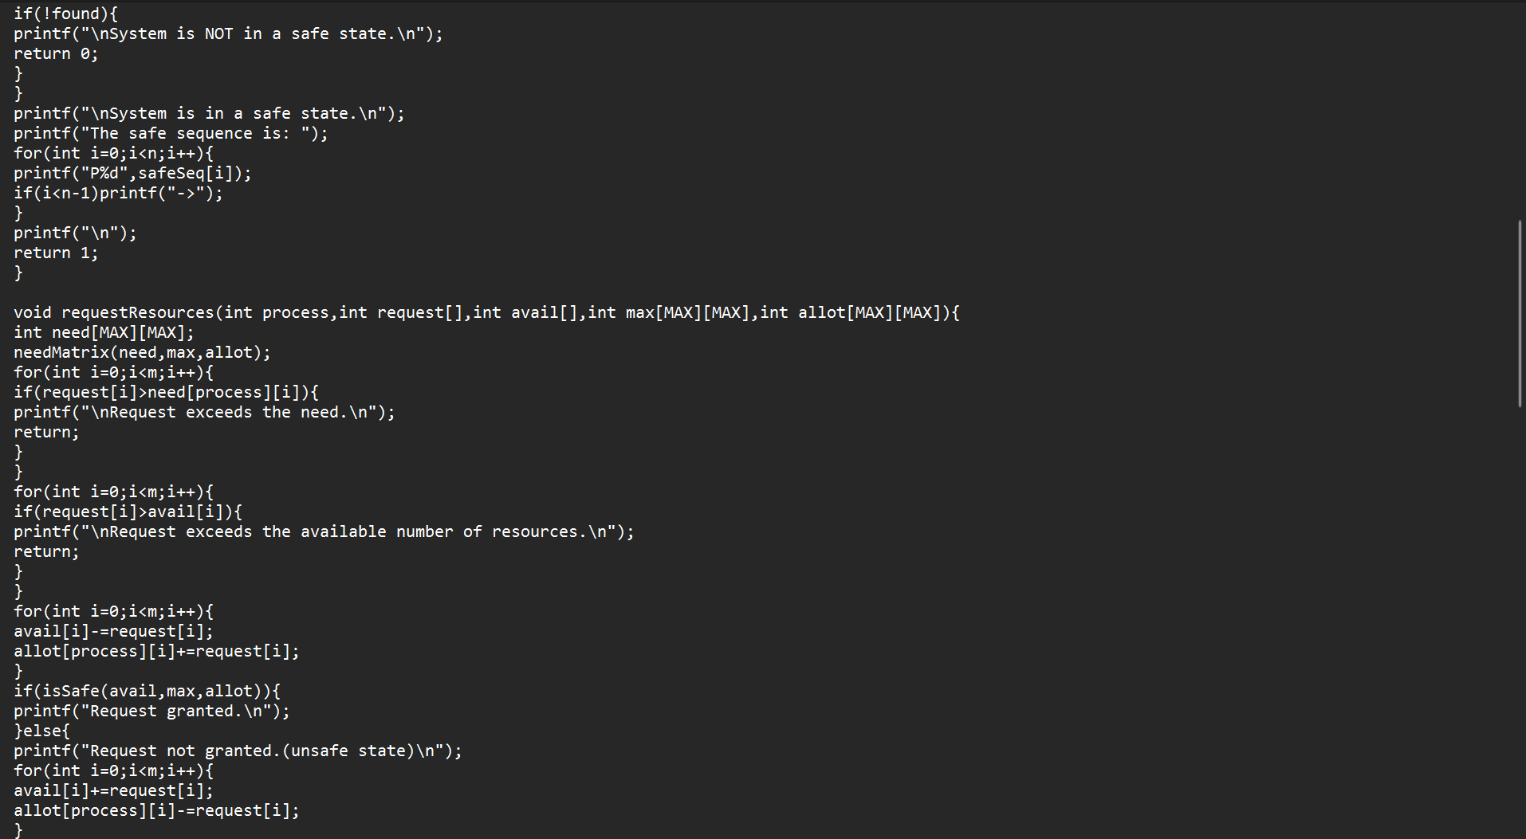 if(!found){
printf("\nSystem is NOT in a safe state.\n");
return 0;
}
}
printf("\nSystem is in a safe state.\n");
printf("The safe sequence is: ");
for(int i=0;i<n;i++){
printf("P%d",safeSeq[i]);
if(i<n-1)printf("->");
}
printf("\n");
return 1;
}

void requestResources(int process,int request[],int avail[],int max[MAX][MAX],int allot[MAX][MAX]){
int need[MAX][MAX];
needMatrix(need,max,allot);
for(int i=0;i<m;i++){
if(request[i]>need[process][i]){
printf("\nRequest exceeds the need.\n");
return;
}
}
for(int i=0;i<m;i++){
if(request[i]>avail[i]){
printf("\nRequest exceeds the available number of resources.\n");
return;
}
}
for(int i=0;i<m;i++){
avail[i]-=request[i];
allot[process][i]+=request[i];
}
if(isSafe(avail,max,allot)){
printf("Request granted.\n");
}else{
printf("Request not granted.(unsafe state)\n");
for(int i=0;i<m;i++){
avail[i]+=request[i];
allot[process][i]-=request[i];
}